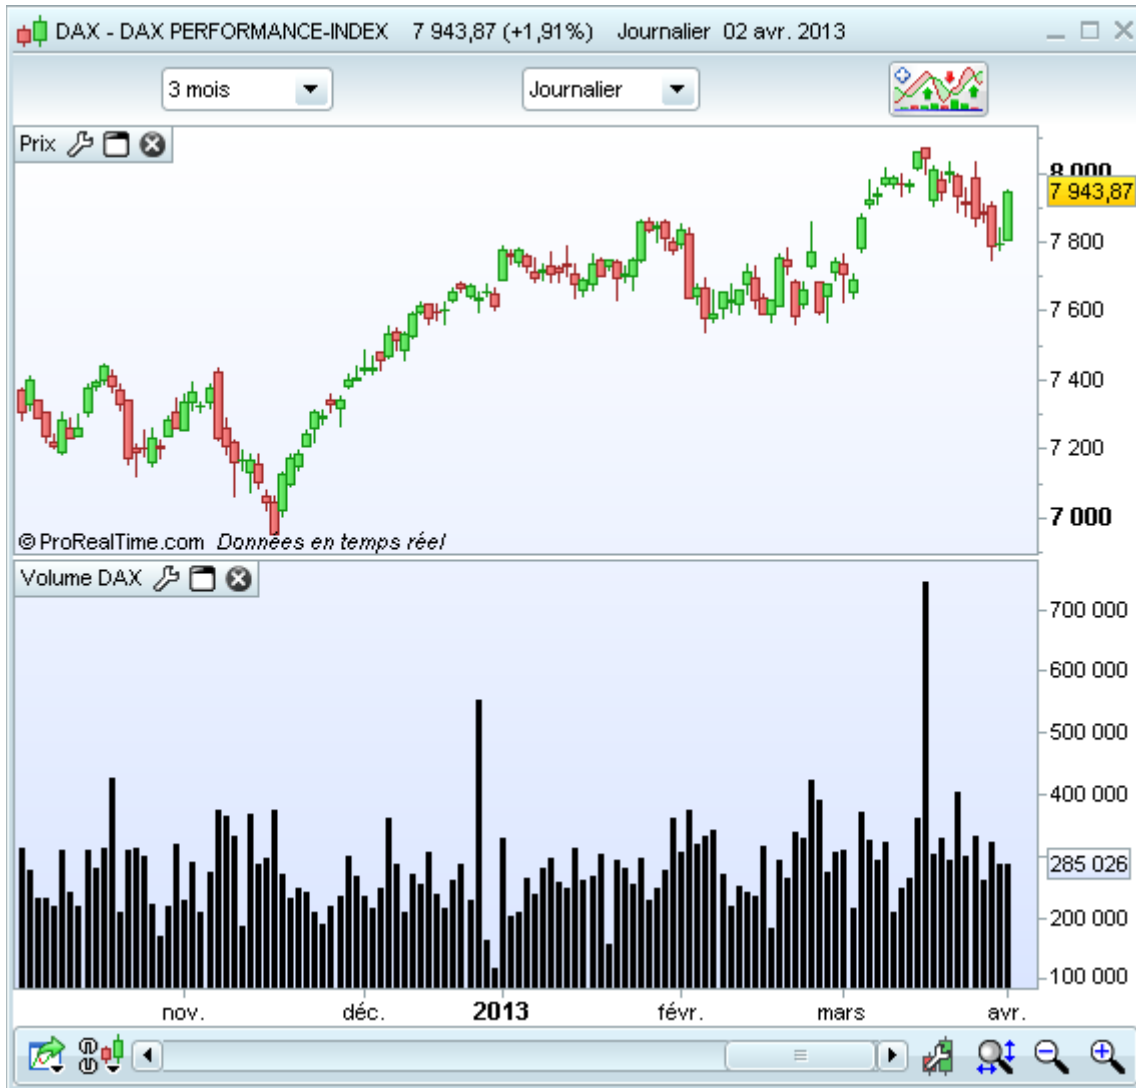 DAX - DAX PERFORMANCE-INDEX 7 943,87 (+1,91%) Journalier 02 avr. 2013
3 mois Journalier
Prix
8 000
7 943,87
7 800
7 600
7 400
7 200
7 000
© ProRealTime.com Données en temps réel
Volume DAX
700 000
600 000
500 000
400 000
285 026
200 000
100 000
nov. déc. 2013 févr. mars avr.